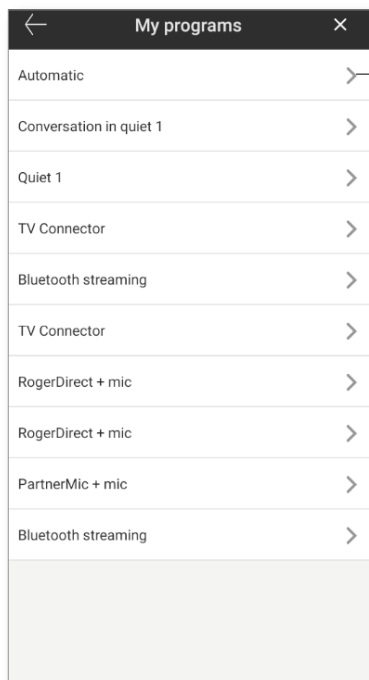 My programs
Automatic
Conversation in quiet 1
Quiet 1
TV Connector
Bluetooth streaming
TV Connector
RogerDirect + mic
RogerDirect + mic
PartnerMic + mic
Bluetooth streaming